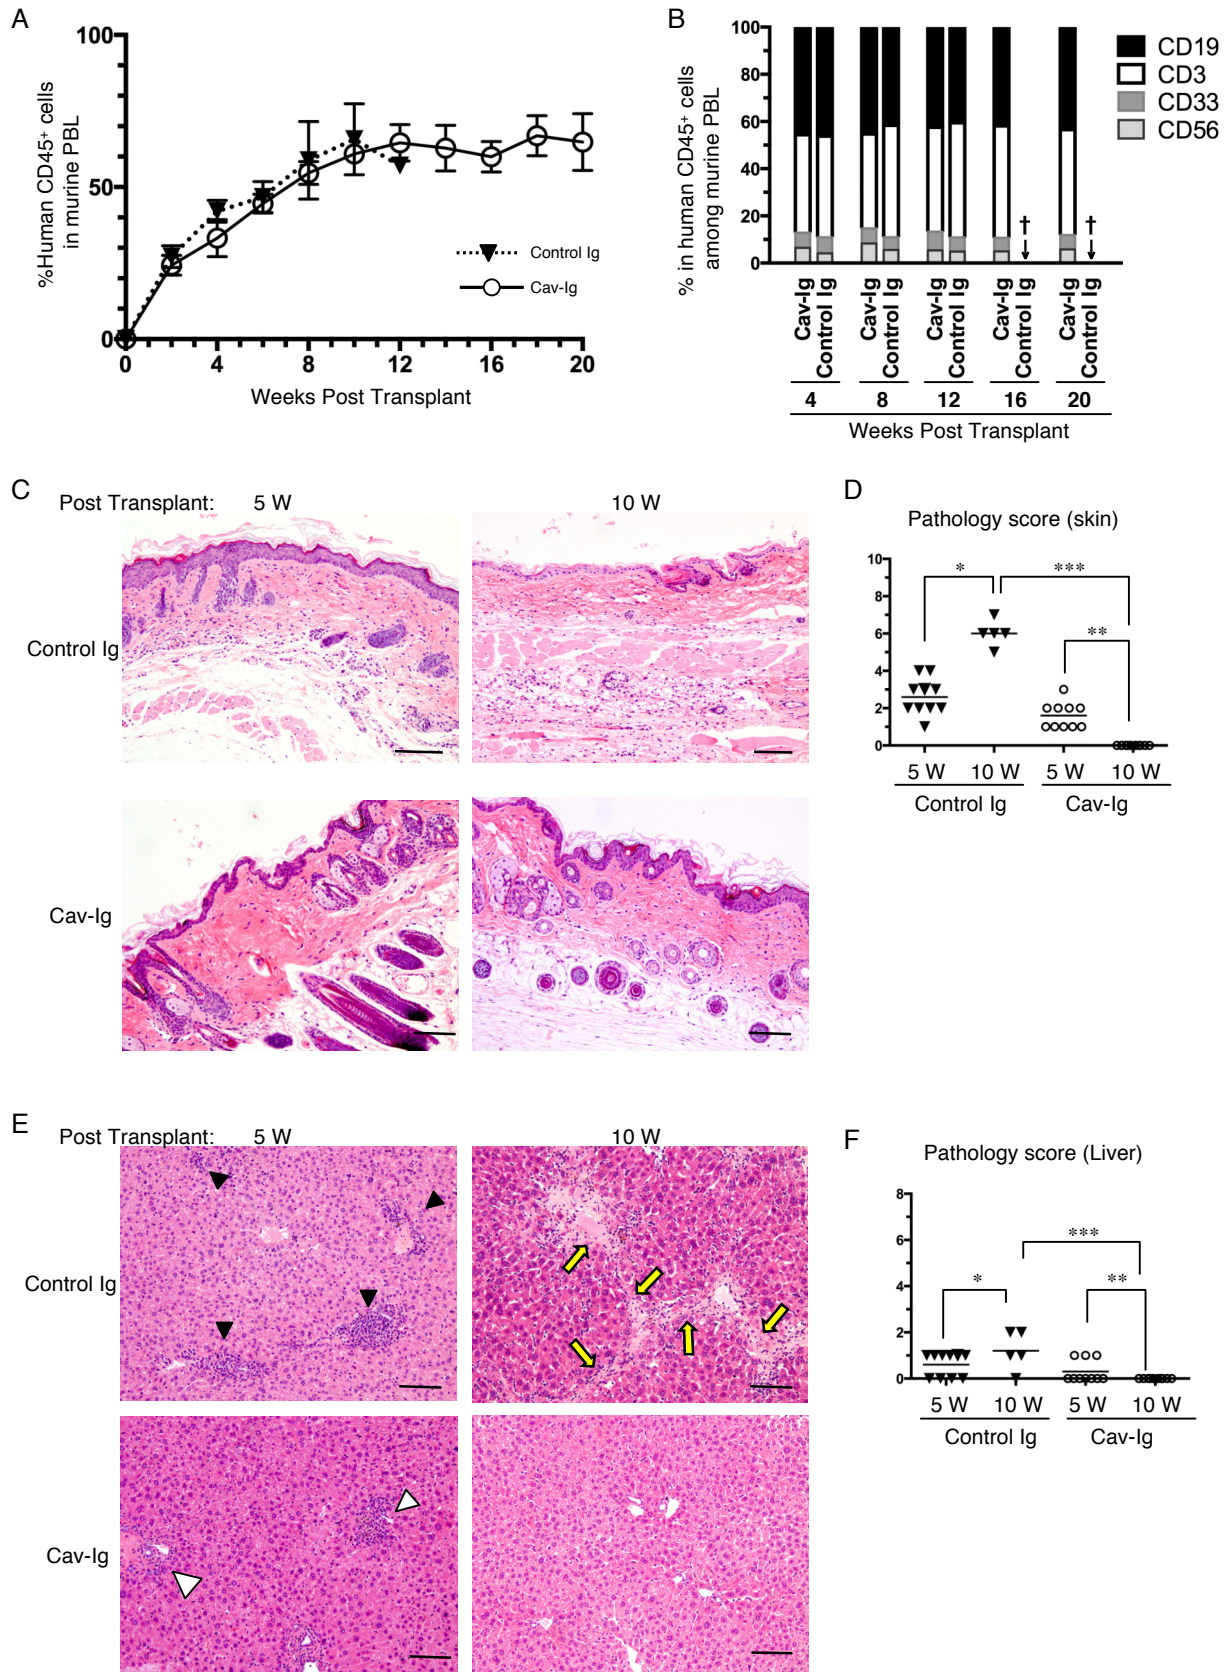 A
%Human CD45+ cells
in murine PBL
100
50
0
0
4
8
12
16
20
Weeks Post Transplant
Control Ig
Cav-Ig
B
% in human CD45+ cells
among murine PBL
100
80
60
40
20
0
CD19
CD3
CD33
CD56
†
†
Cav-Ig
Control Ig
Cav-Ig
Control Ig
Cav-Ig
Control Ig
Cav-Ig
Control Ig
Cav-Ig
Control Ig
4
8
12
16
20
Weeks Post Transplant
C
Post Transplant:
5 W
10 W
Control Ig
Cav-Ig
D
Pathology score (skin)
10
8
6
4
2
0
*
***
**
5 W
10 W
5 W
10 W
Control Ig
Cav-Ig
E
Post Transplant:
5 W
10 W
Control Ig
Cav-Ig
F
Pathology score (Liver)
8
6
4
2
0
*
***
**
5 W
10 W
5 W
10 W
Control Ig
Cav-Ig